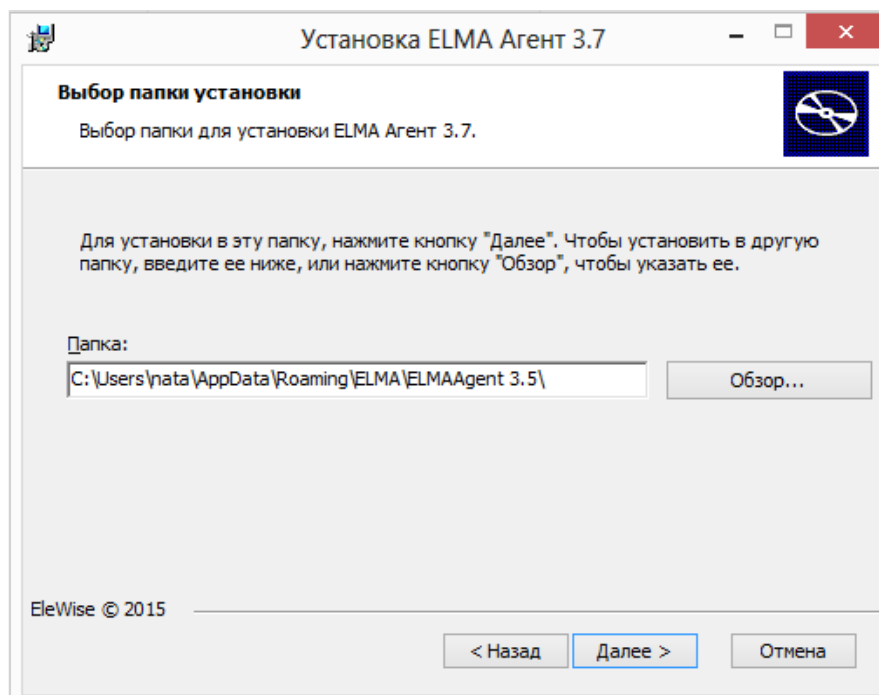 Установка ELMA Агент 3.7
Выбор папки установки
Выбор папки для установки ELMA Агент 3.7.
Для установки в эту папку, нажмите кнопку "Далее". Чтобы установить в другую
папку, введите ее ниже, или нажмите кнопку "Обзор", чтобы указать ее.
Папка:
C:\Users\nata\AppData\Roaming\ELMA\ELMAAgent 3.5\
Обзор...
EleWise © 2015
< Назад
Далее >
Отмена